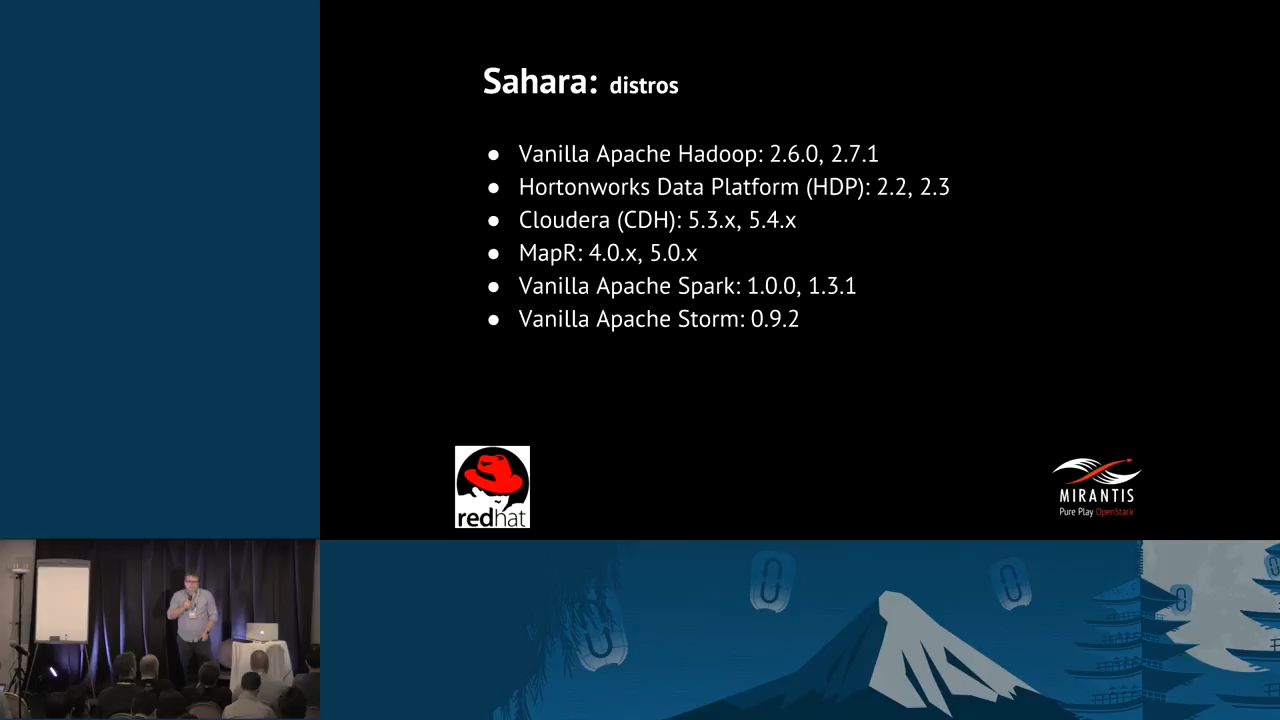 Sahara: distros
● Vanilla Apache Hadoop: 2.6.0, 2.7.1
● Hortonworks Data Platform (HDP): 2.2, 2.3
● Cloudera (CDH): 5.3.x, 5.4.x
● MapR: 4.0.x, 5.0.x
● Vanilla Apache Spark: 1.0.0, 1.3.1
● Vanilla Apache Storm: 0.9.2
redhat
MIRANTIS
Pure Play OpenStack